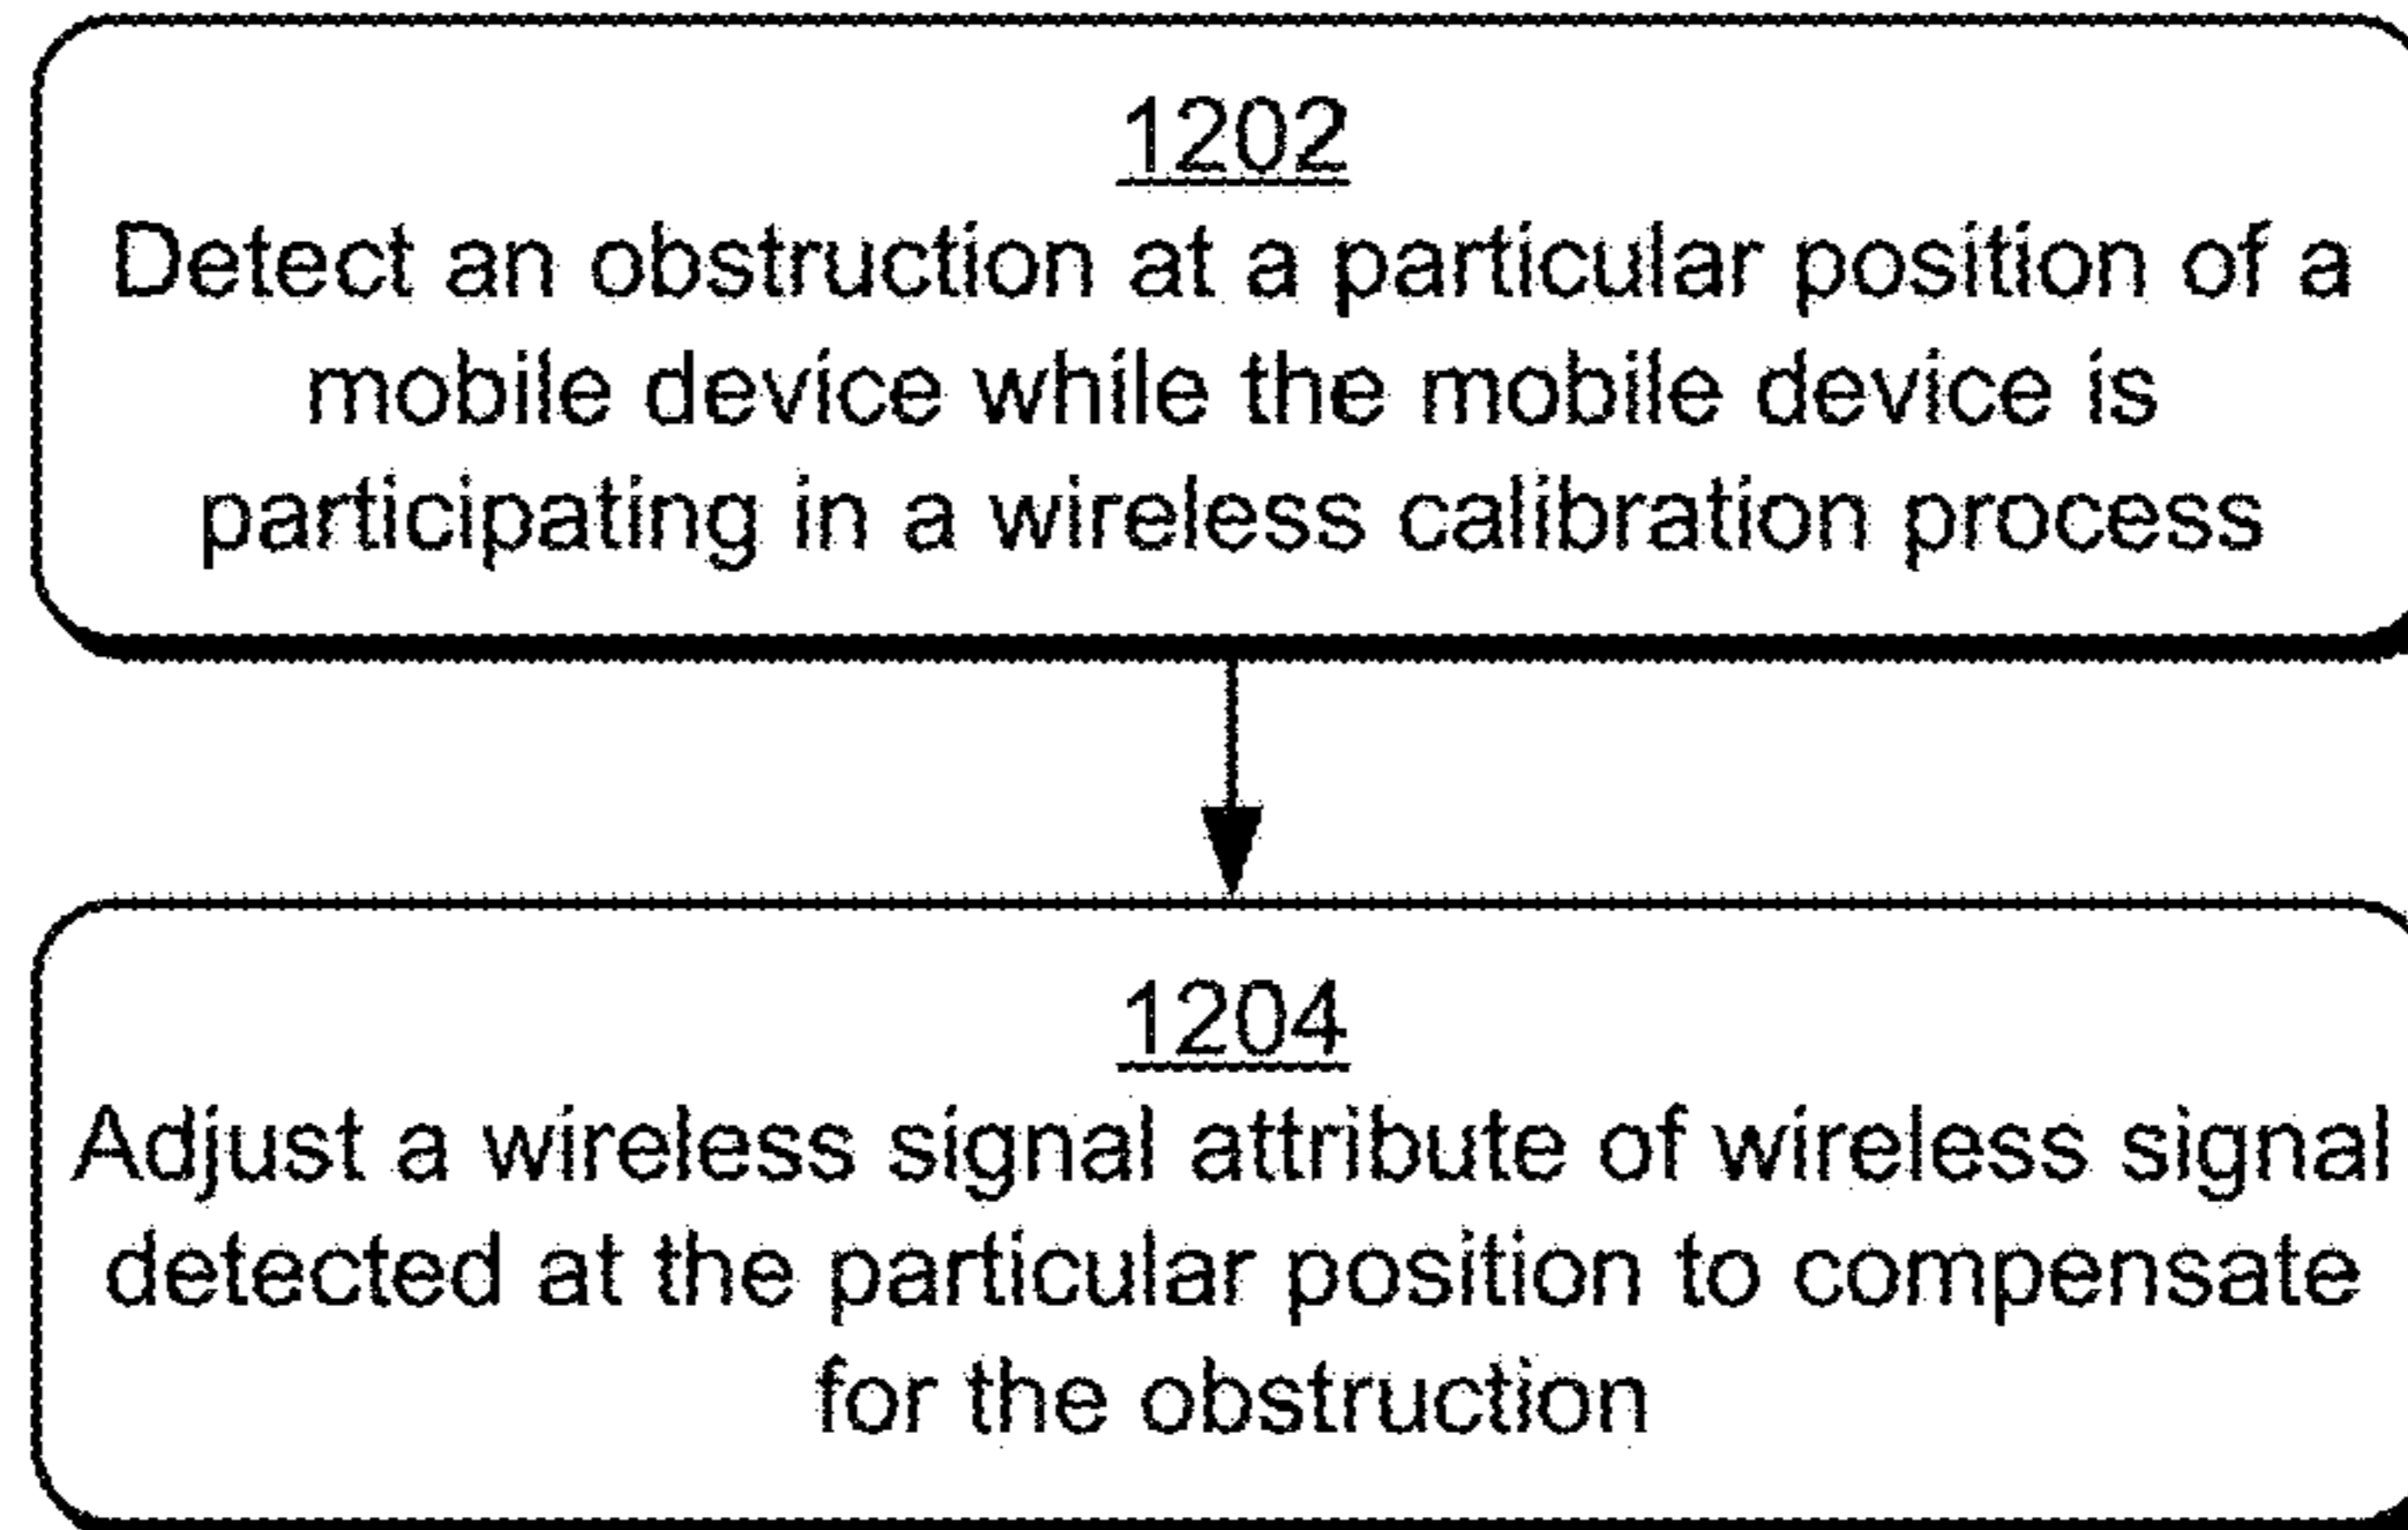 1202
Detect an obstruction at a particular position of a
mobile device while the mobile device is
participating in a wireless calibration process
1204
Adjust a wireless signal attribute of wireless signal
detected at the particular position to compensate
for the obstruction